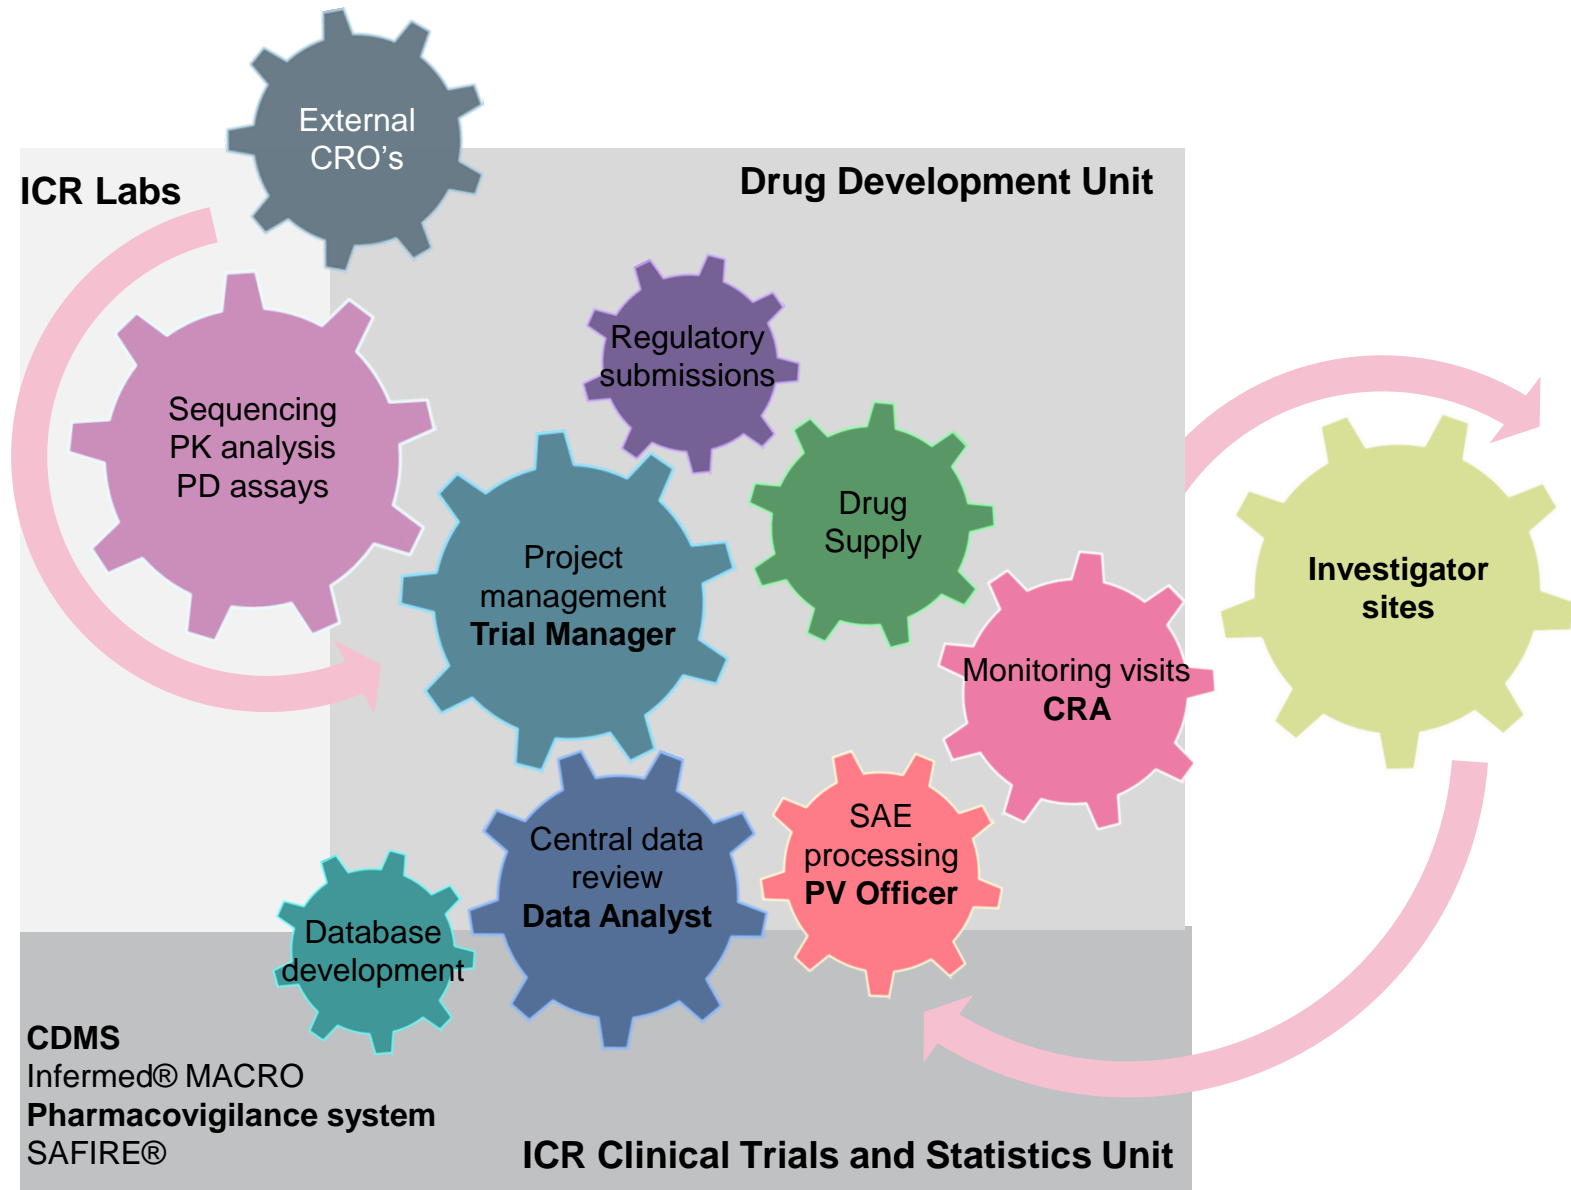 External
CRO's
ICR Labs
Drug Development Unit
Regulatory
submissions
Sequencing
PK analysis
PD assays
Drug
Supply
Project
management
Trial Manager
Investigator
sites
Monitoring visits
CRA
Central data
review
Data Analyst
SAE
processing
PV Officer
Database
development
CDMS
Infermed® MACRO
Pharmacovigilance system
SAFIRE®
ICR Clinical Trials and Statistics Unit